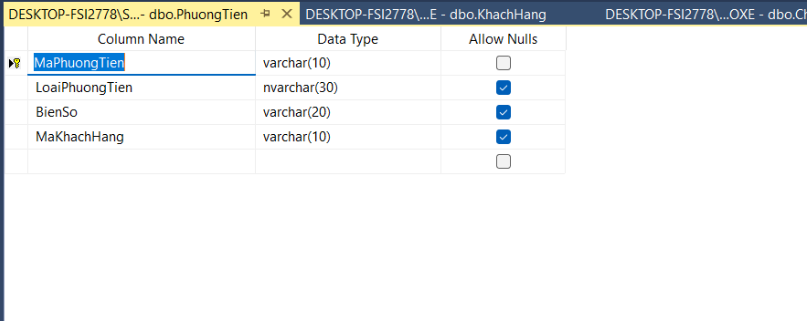 DESKTOP-FSI2778\S...- dbo.PhuongTien DESKTOP-FSI2778\...E - dbo.KhachHang DESKTOP-FSI2778\...OXE - dbo.Ch
Column Name Data Type Allow Nulls
MaPhuongTien varchar(10)
LoaiPhuongTien nvarchar(30)
BienSo varchar(20)
MaKhachHang varchar(10)